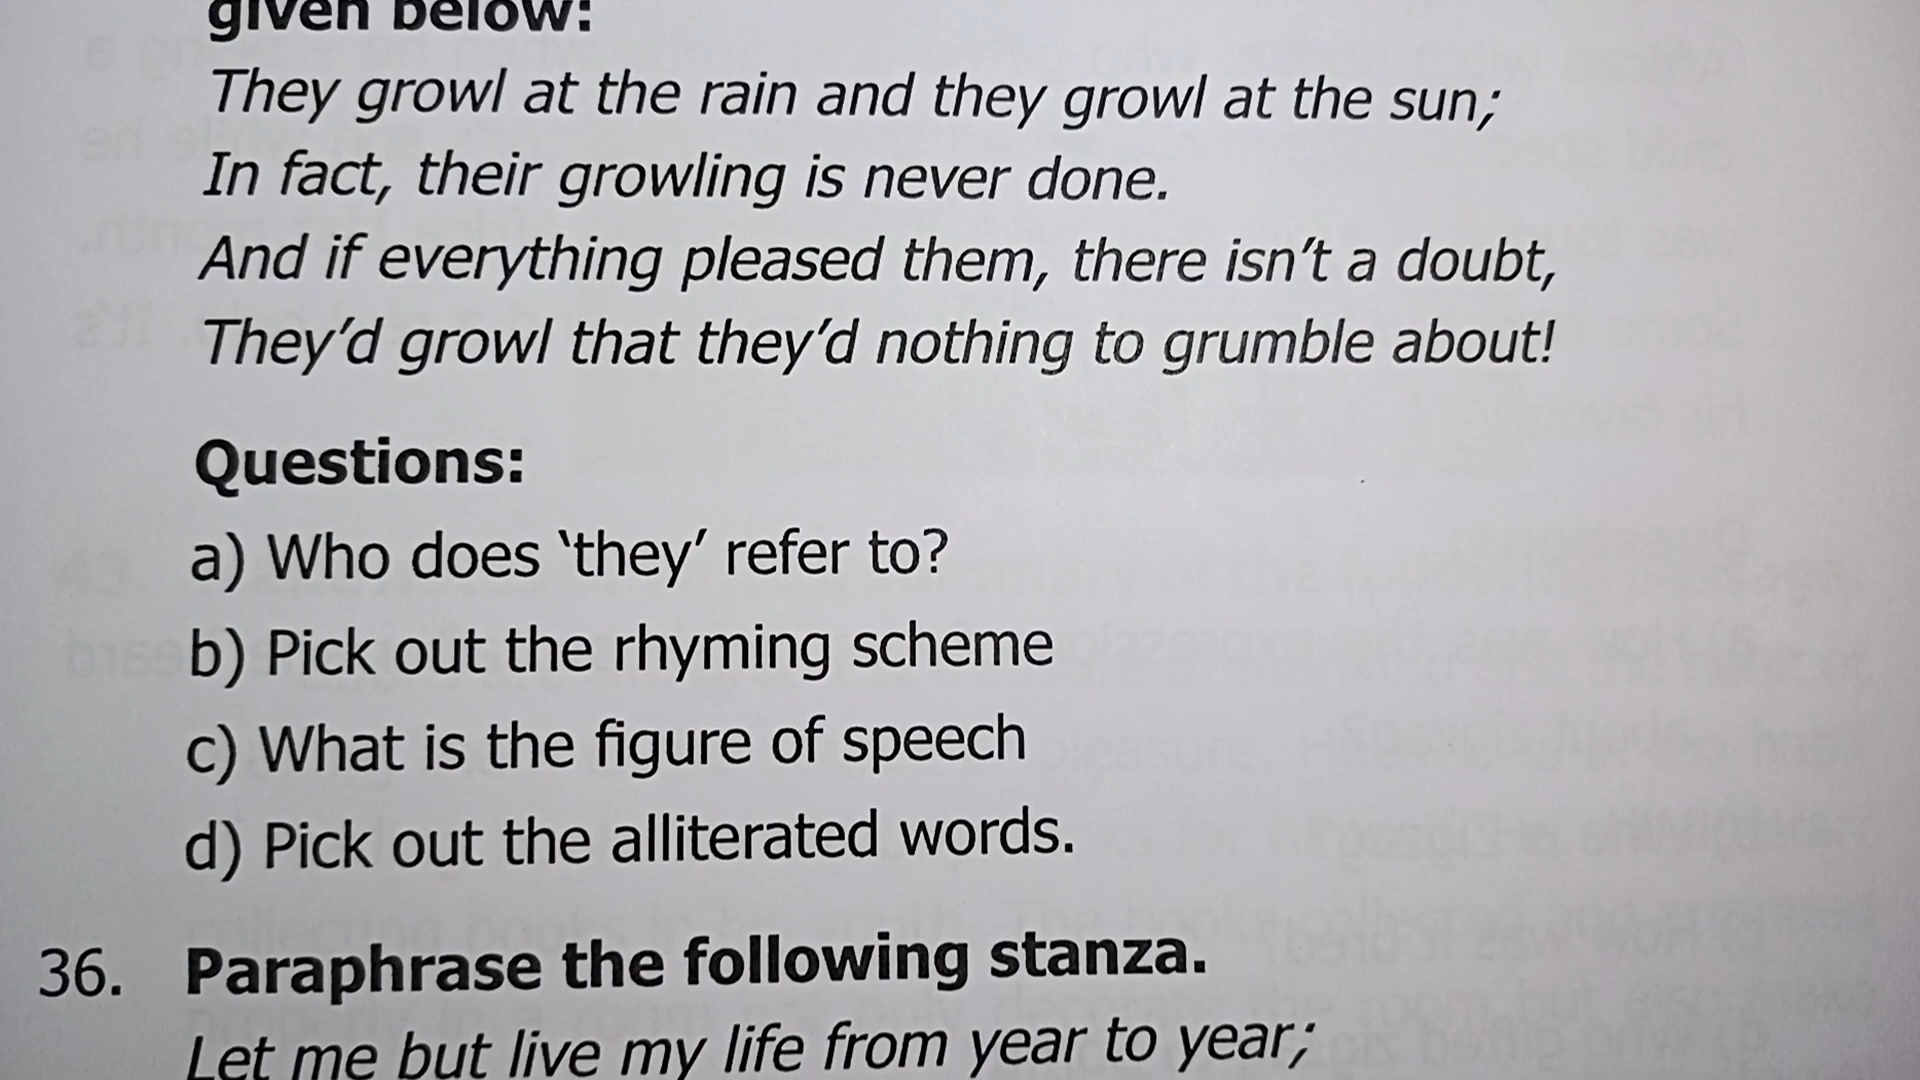 given below:
They growl at the rain and they growl at the sun;
In fact, their growling is never done.
And if everything pleased them, there isn't a doubt,
They'd growl that they'd nothing to grumble about!
Questions:
a) Who does ‵they′ refer to?
b) Pick out the rhyming scheme
c) What is the figure of speech
d) Pick out the alliterated words.
36. Paraphrase the following stanza.
Let me but live my life from year to year;